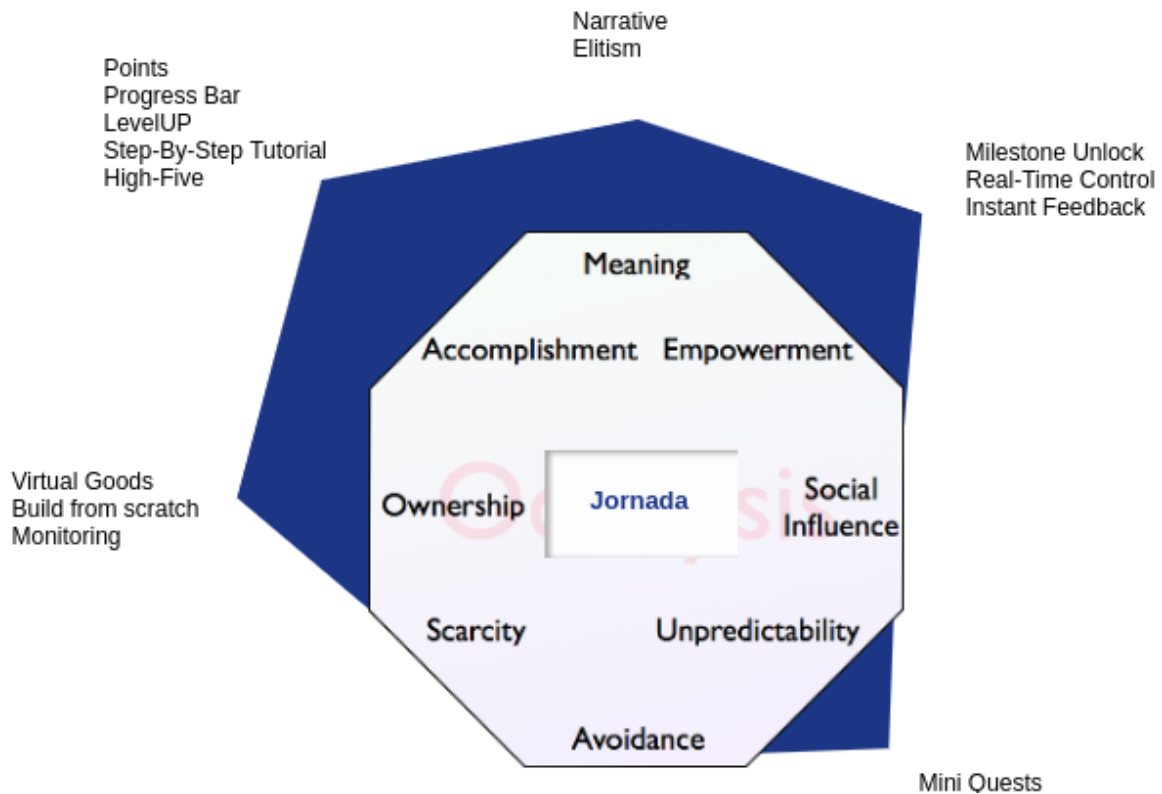 Narrative
Elitism
Points
Progress Bar
LevelUP
Step-By-Step Tutorial
High-Five
Milestone Unlock
Real-Time Control
Instant Feedback
Meaning
Accomplishment
Empowerment
Virtual Goods
Build from scratch
Monitoring
Ownership
Jornada
Social
Influence
Scarcity
Unpredictability
Avoidance
Mini Quests